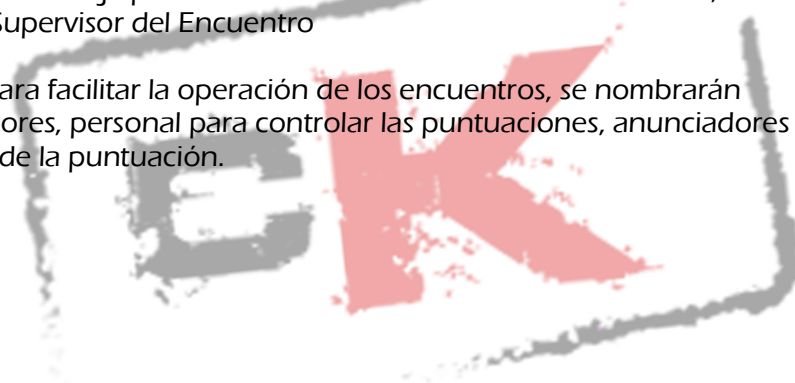 Supervisor del Encuentro
ara facilitar la operación de los encuentros, se nombrarán
ores, personal para controlar las puntuaciones, anunciadores
de la puntuación.
eK